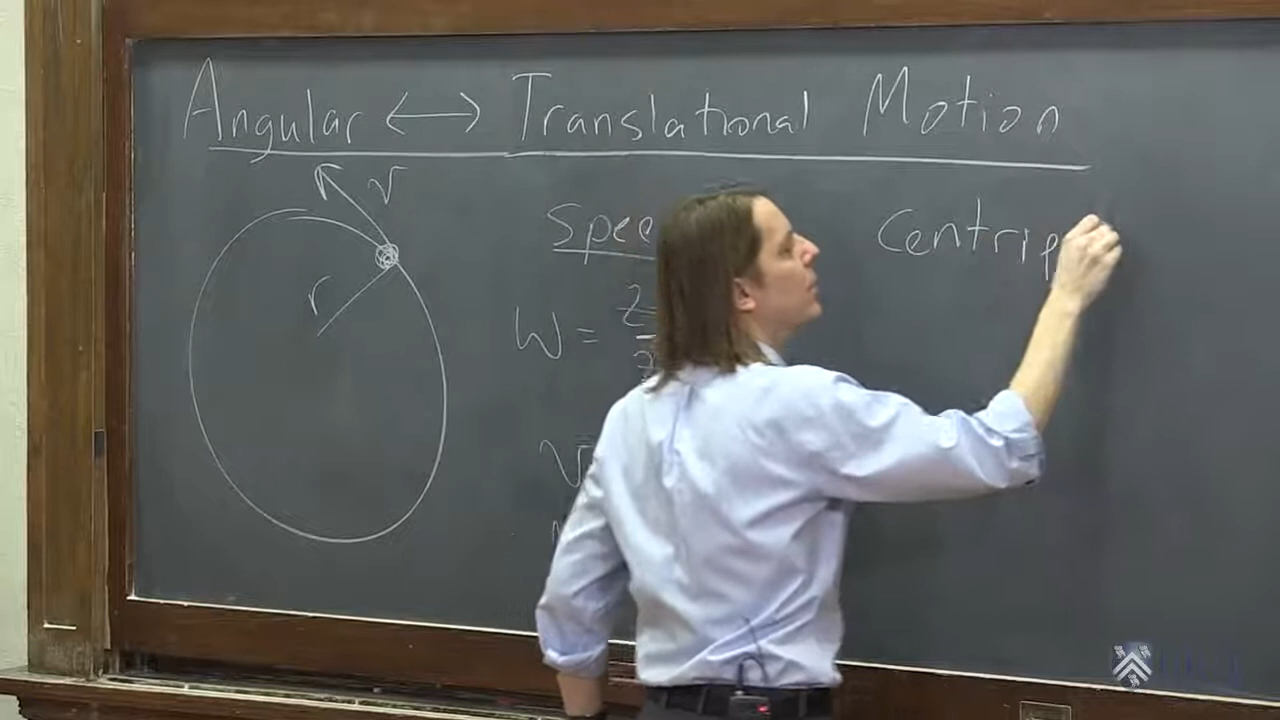 Angular ↔ Translational Motion
v
r
Spee
ω =
v
Centrip